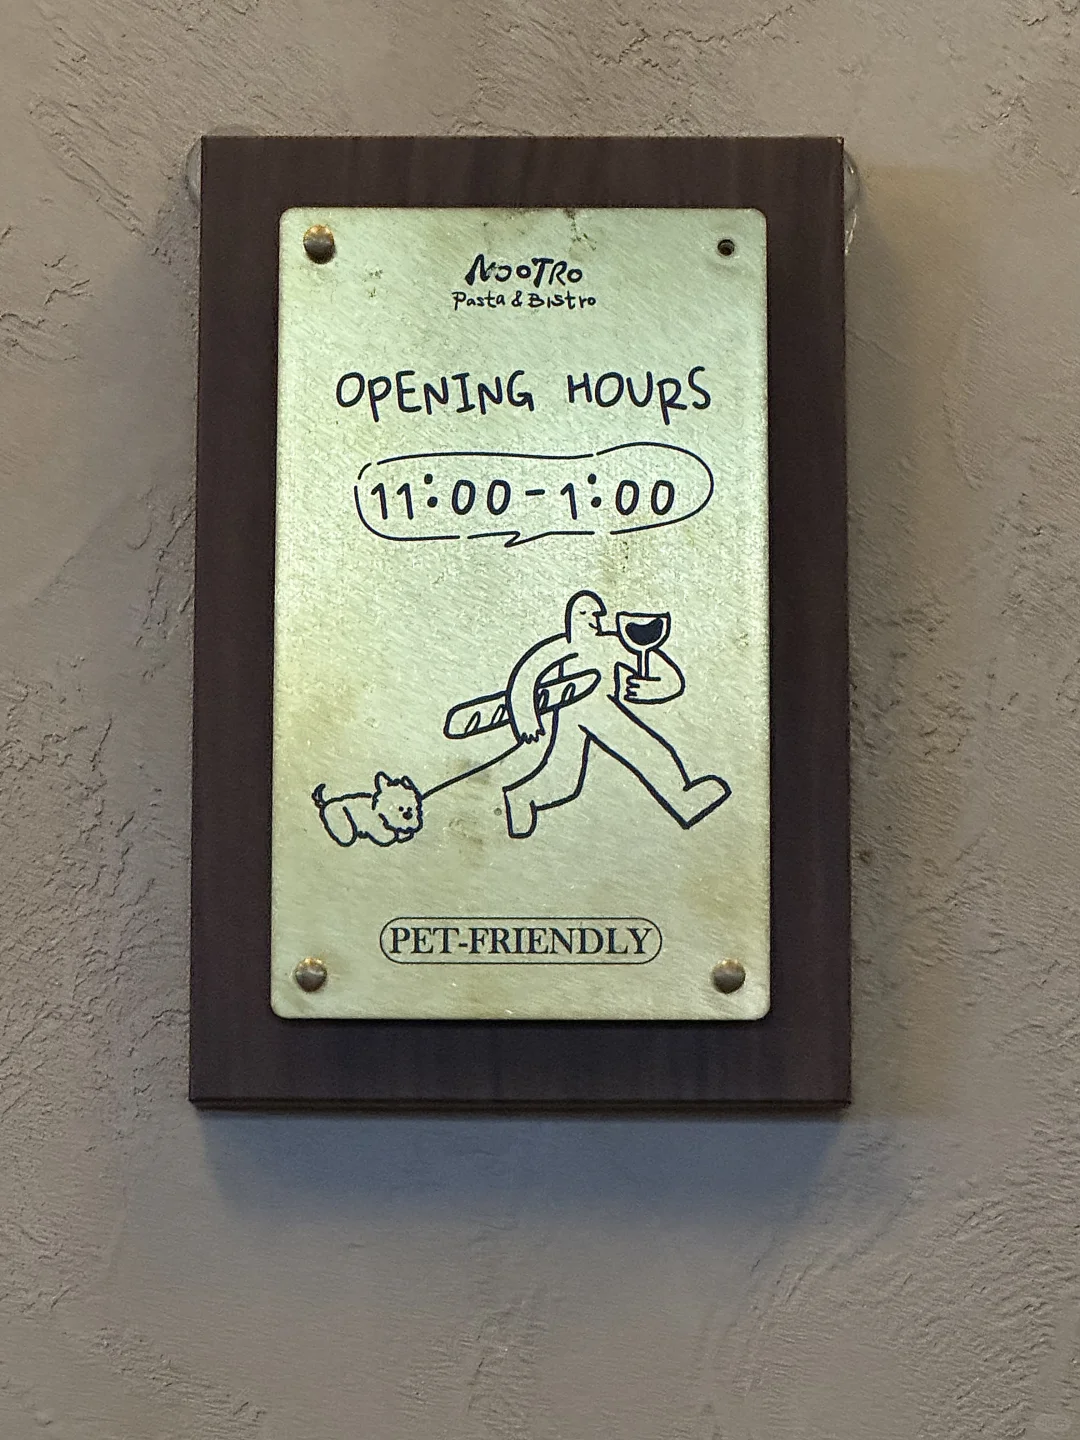 NOOTRO
Pasta & Bistro
OPENING HOURS
11:00-1:00
PET-FRIENDLY